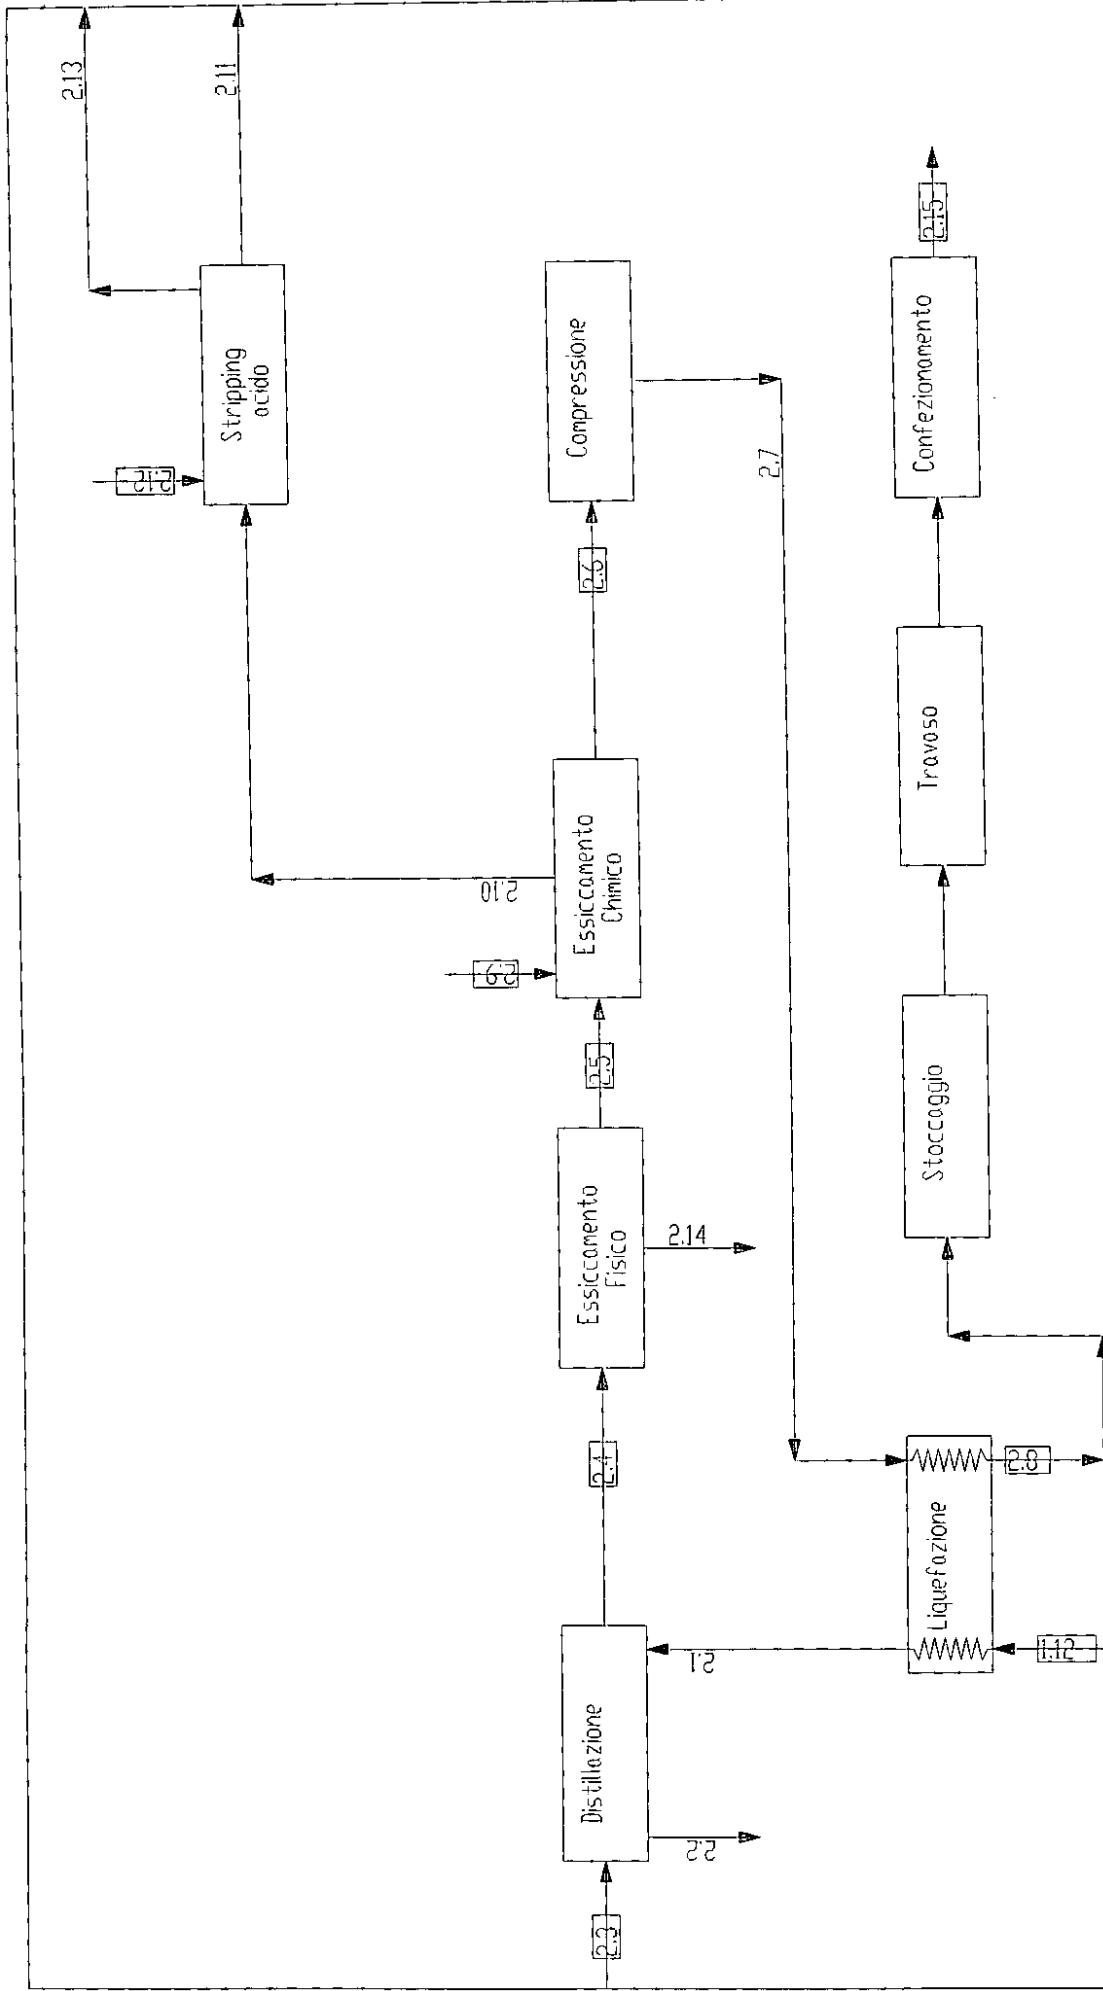 2.13
2.11
2.12
Stripping
acido
2.10
2.3
Distillazione
2.2
2.4
Essiccamento
Fisico
2.14
2.5
2.9
Essiccamento
Chimico
2.6
Compressione
2.7
2.1
1.12
Liquefazione
2.8
Stoccaggio
Travaso
Confezionamento
2.15